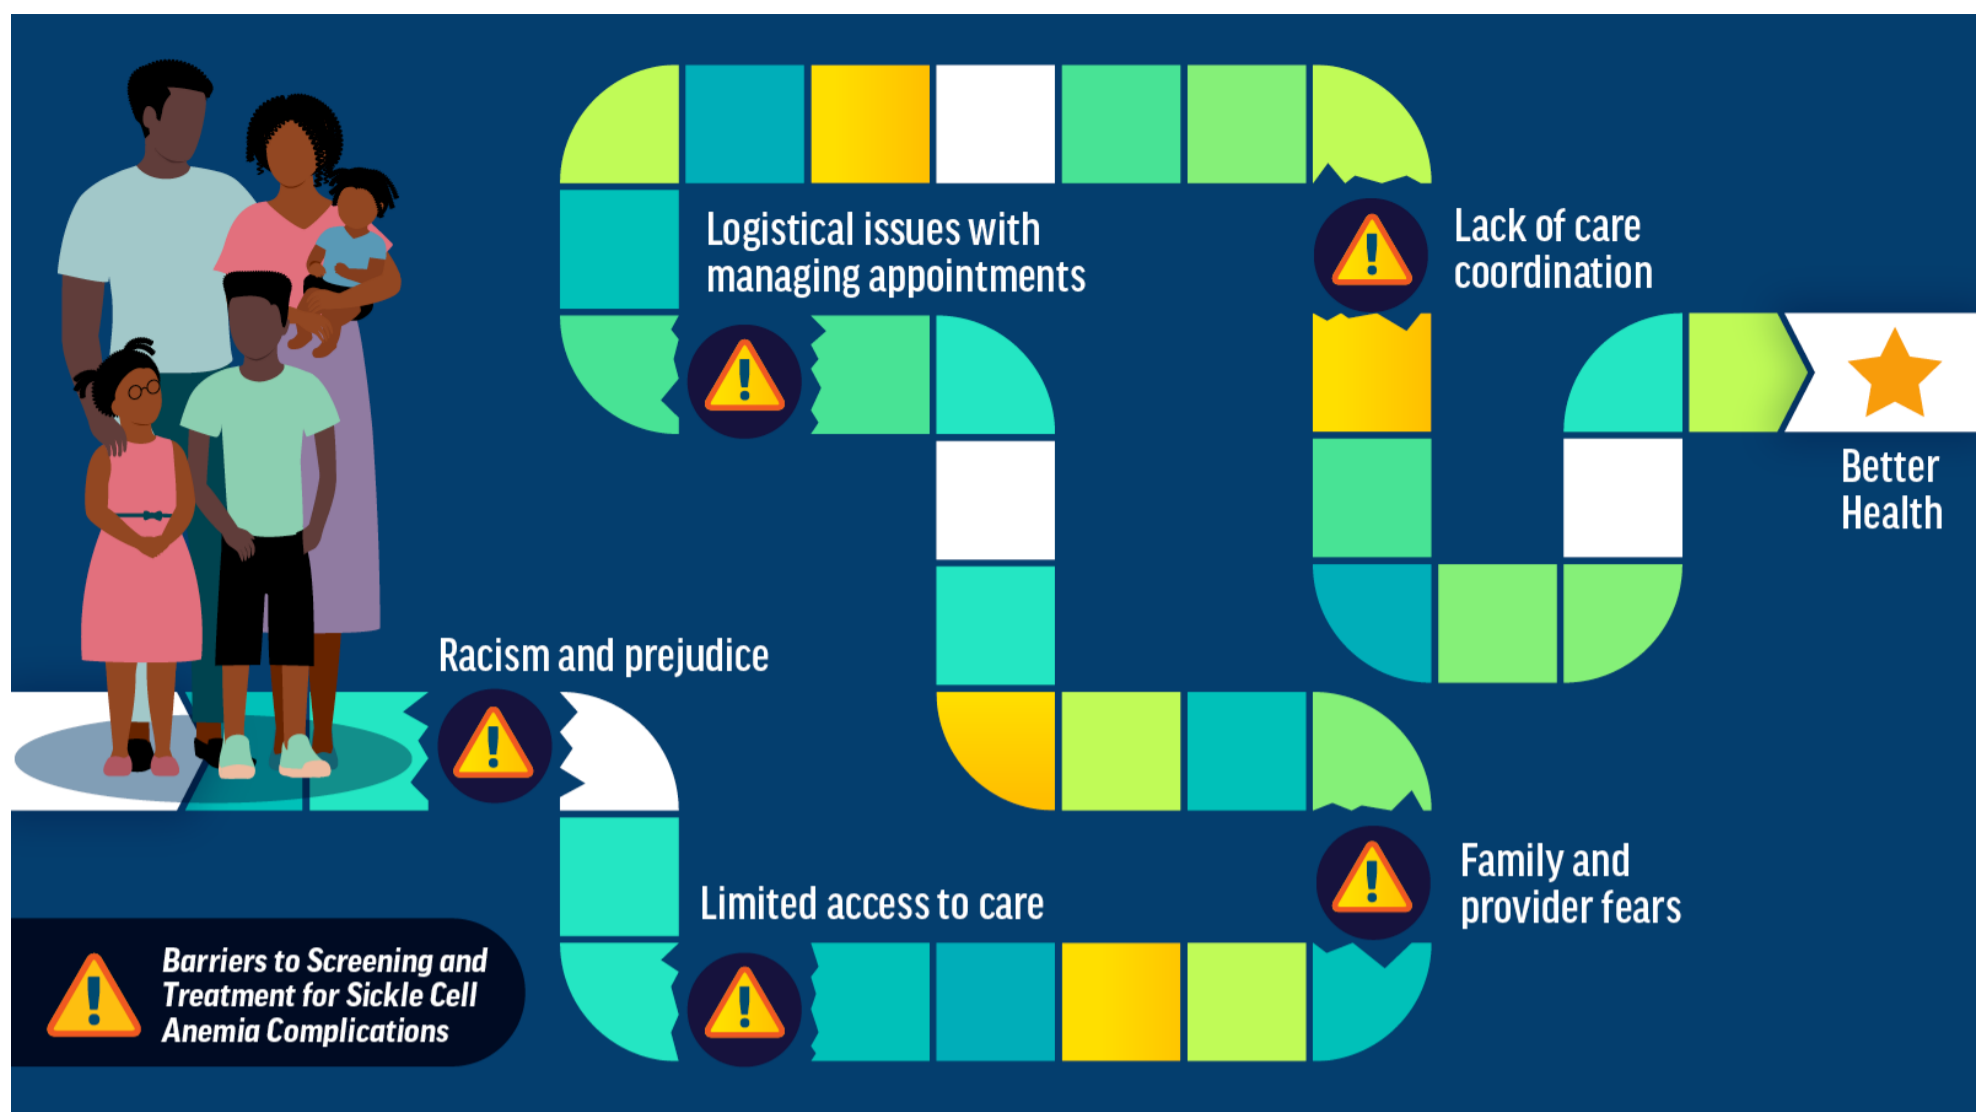 Logistical issues with
managing appointments
Lack of care
coordination
Better
Health
Racism and prejudice
Limited access to care
Family and
provider fears
Barriers to Screening and
Treatment for Sickle Cell
Anemia Complications